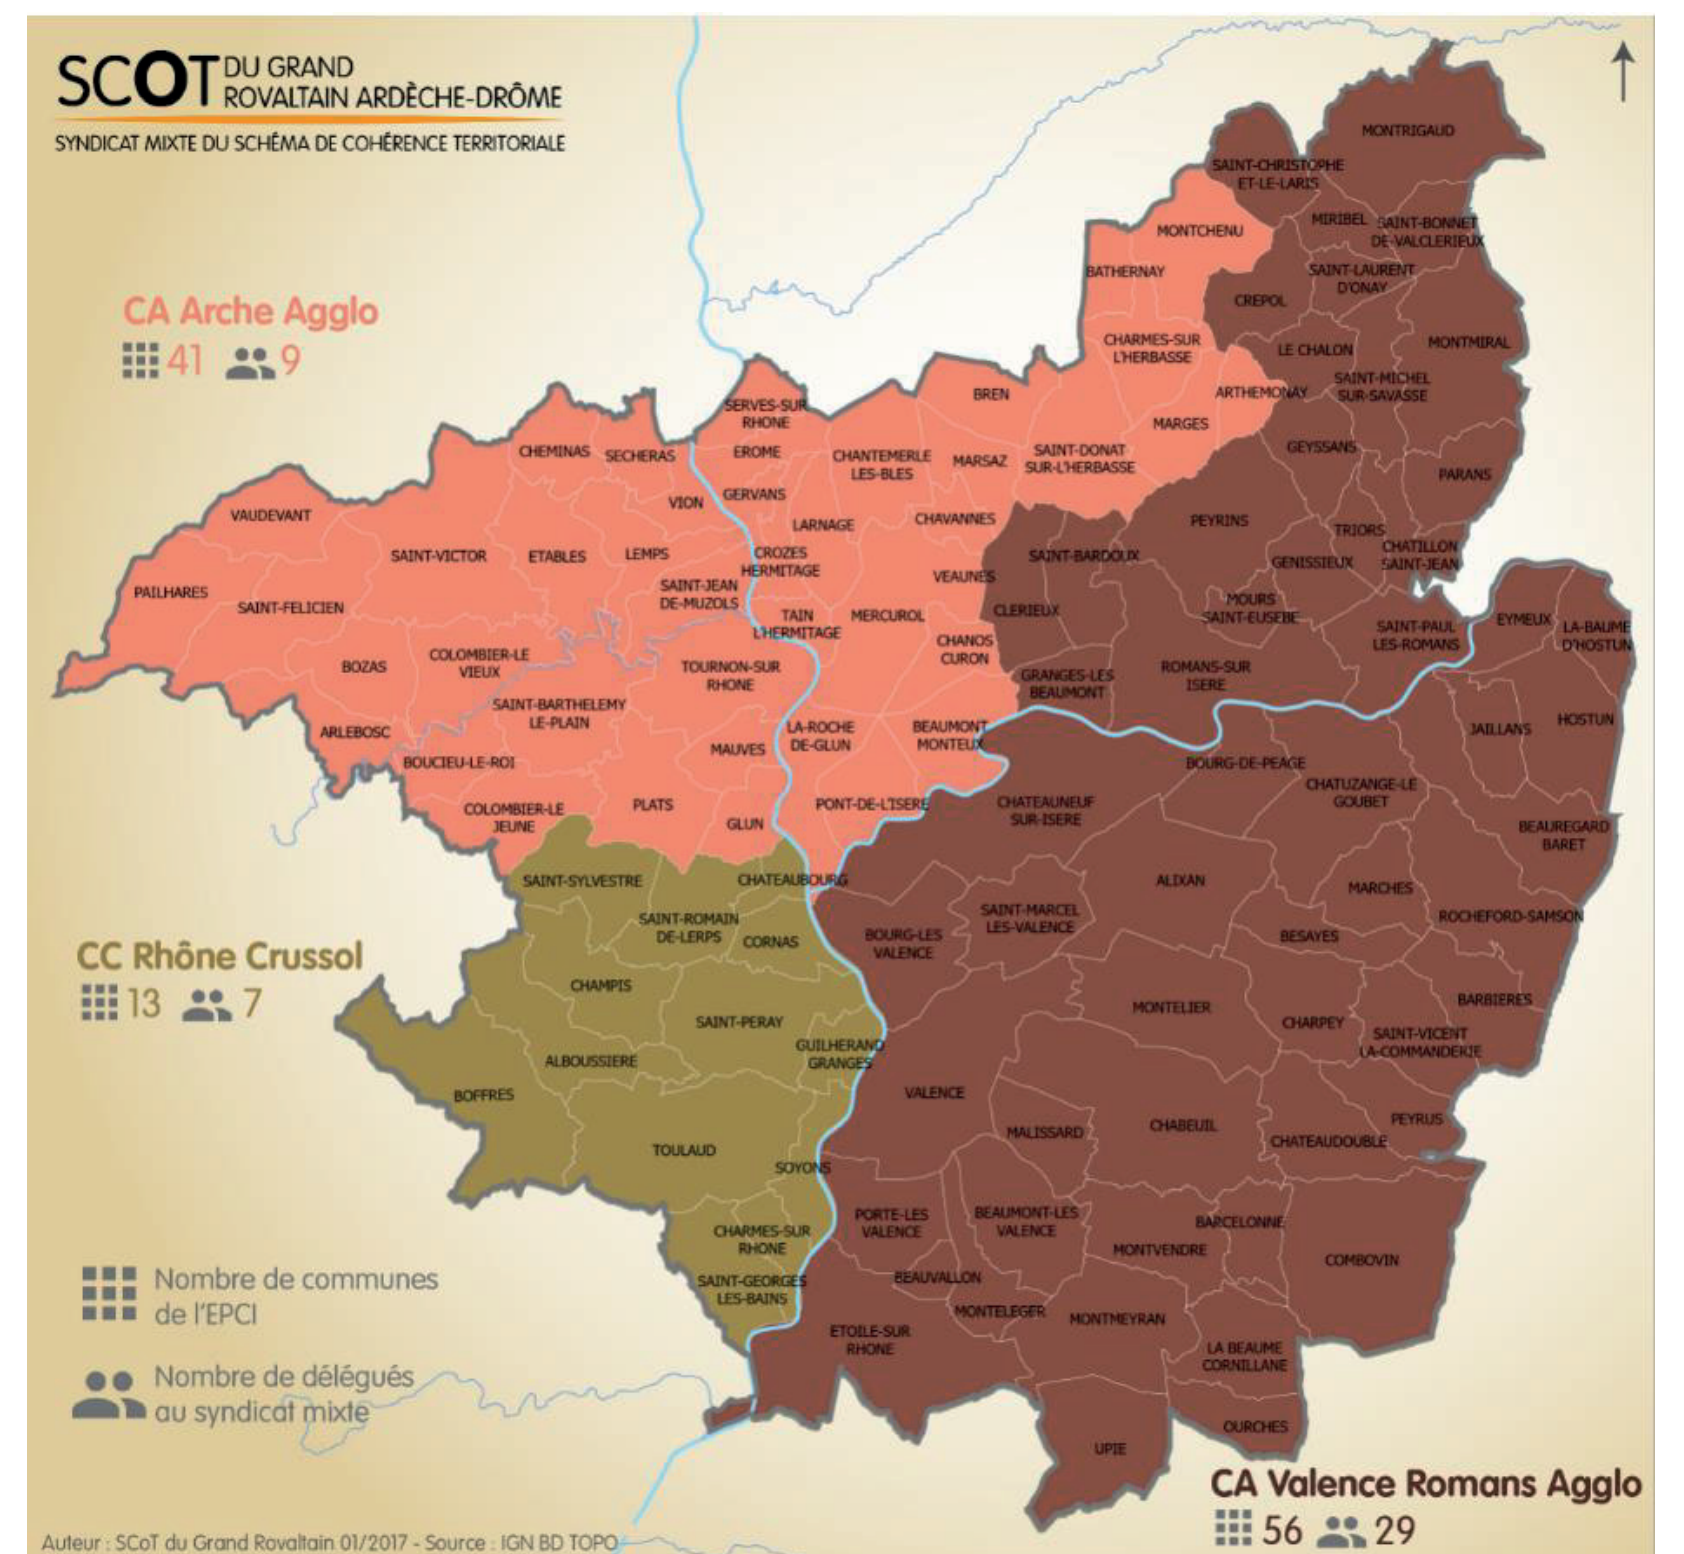 SCOT DU GRAND
ROVALTAIN ARDÈCHE-DRÔME
SYNDICAT MIXTE DU SCHÉMA DE COHÉRENCE TERRITORIALE
MONTRIGAUD
SAINT-CHRISTOPHE
ET-LE-LARIS
MIRIBEL
SAINT-BONNET
DE-VALCLERIEUX
MONTCHENU
BATHERNAY
SAINT-LAURENT
D'ONAY
CREPOL
CA Arche Agglo
41 9
CHARMES-SUR
L'HERBASSE
LE CHALON
MONTMIRAL
SAINT-MICHEL
SUR-SAVASSE
ARTHEMONAY
BREN
SERVES-SUR
RHONE
MARGES
GEYSSANS
CHEMINAS
SECHERAS
EROME
CHANTEMERLE
LES-BLES
MARSAZ
SAINT-DONAT
SUR-L'HERBASSE
PARANS
VION
GERVANS
VAUDEVANT
LARNAGE
CHAVANNES
PEYRINS
TRIORS
SAINT-VICTOR
ETABLES
LEMPS
CROZES
HERMITAGE
SAINT-BARDOUX
GENISSIEUX
CHATILLON
SAINT-JEAN
VEAUNES
PAILHARES
SAINT-FELICIEN
SAINT-JEAN
DE-MUZOLS
TAIN
L'HERMITAGE
MERCUROL
CLERIEUX
MOURS
SAINT-EUSEBE
SAINT-PAUL
LES-ROMANS
EYMEUX
LA-BAUME
D'HOSTUN
CHANOS
CURON
BOZAS
COLOMBIER-LE
VIEUX
TOURNON-SUR
RHONE
GRANGES-LES
BEAUMONT
ROMANS-SUR
ISERE
SAINT-BARTHELEMY
LE-PLAIN
ARLEBOSC
MAUVES
LA-ROCHE
DE-GLUN
BEAUMONT
MONTEUX
JAILLANS
HOSTUN
BOUCIEU-LE-ROI
BOURG-DE-PEAGE
CHATUZANGE-LE
GOUBET
COLOMBIER-LE
JEUNE
PLATS
GLUN
PONT-DE-L'ISERE
CHATEAUNEUF
SUR-ISERE
BEAUREGARD
BARET
SAINT-SYLVESTRE
CHATEAUBOURG
ALIXAN
MARCHES
SAINT-ROMAIN
DE-LERPS
CORNAS
SAINT-MARCEL
LES-VALENCE
ROCHEFORD-SAMSON
BOURG-LES
VALENCE
BESAYES
CC Rhône Crussol
13 7
CHAMPIS
MONTELIER
BARBIERES
SAINT-PERAY
CHARPEY
SAINT-VICENT
LA-COMMANDERIE
GUILHERAND
GRANGES
ALBOUSSIERE
BOFFRES
VALENCE
MALISSARD
CHABEUIL
PEYRUS
CHATEAUDOUBLE
TOULAUD
SOYONS
PORTE-LES
VALENCE
BEAUMONT-LES
VALENCE
BARCELONNE
CHARMES-SUR
RHONE
MONTVENDRE
COMBOVIN
SAINT-GEORGES
LES-BAINS
BEAUVALLON
MONTELEGER
MONTMEYRAN
ETOILE-SUR
RHONE
LA BEAUME
CORNILLANE
OURCHES
UPIE
Nombre de communes
de l'EPCI
Nombre de délégués
au syndicat mixte
CA Valence Romans Agglo
56 29
Auteur : SCoT du Grand Rovaltain 01/2017 - Source : IGN BD TOPO